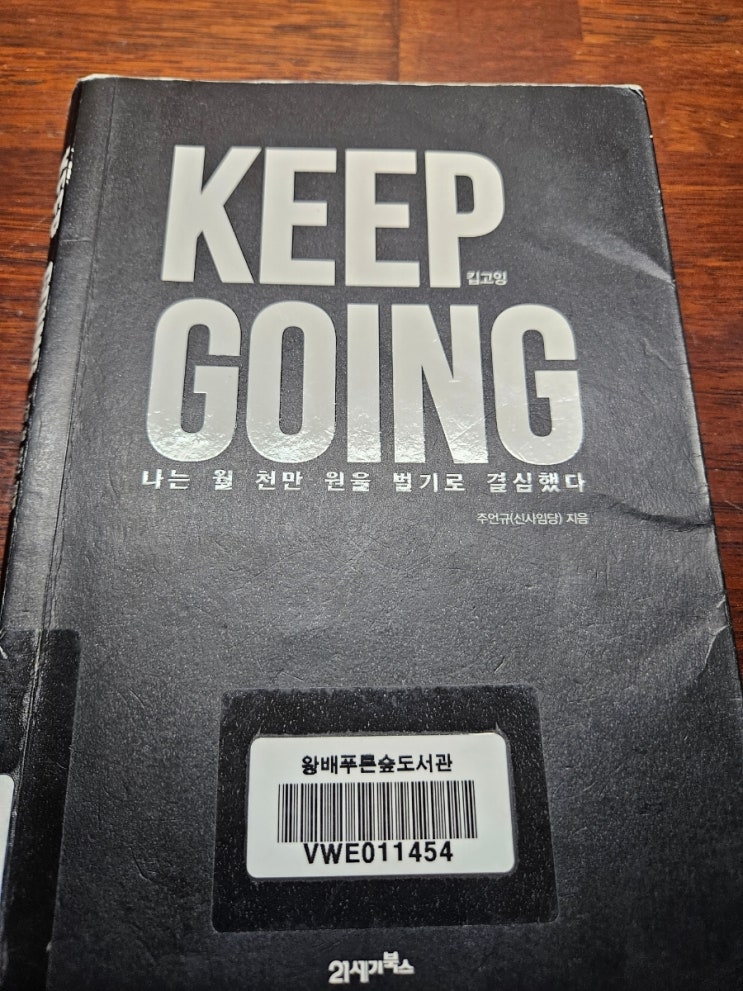 KEEP
킵고잉
GOING
나는 월 천만 원을 벌기로 결심했다
주언규(신사임당) 지음
왕배푸른숲도서관
VWE011454
21세기북스